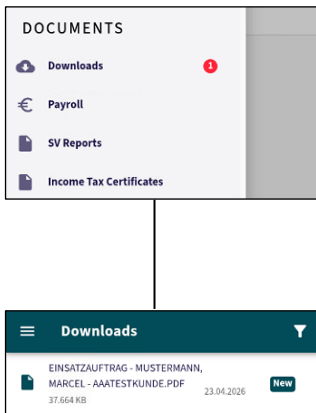 DOCUMENTS
Downloads 1
€ Payroll
SV Reports
Income Tax Certificates
Downloads
EINSATZAUFTRAG - MUSTERMANN,
MARCEL - AAATESTKUNDE.PDF 23.04.2026 New
37.664 KB